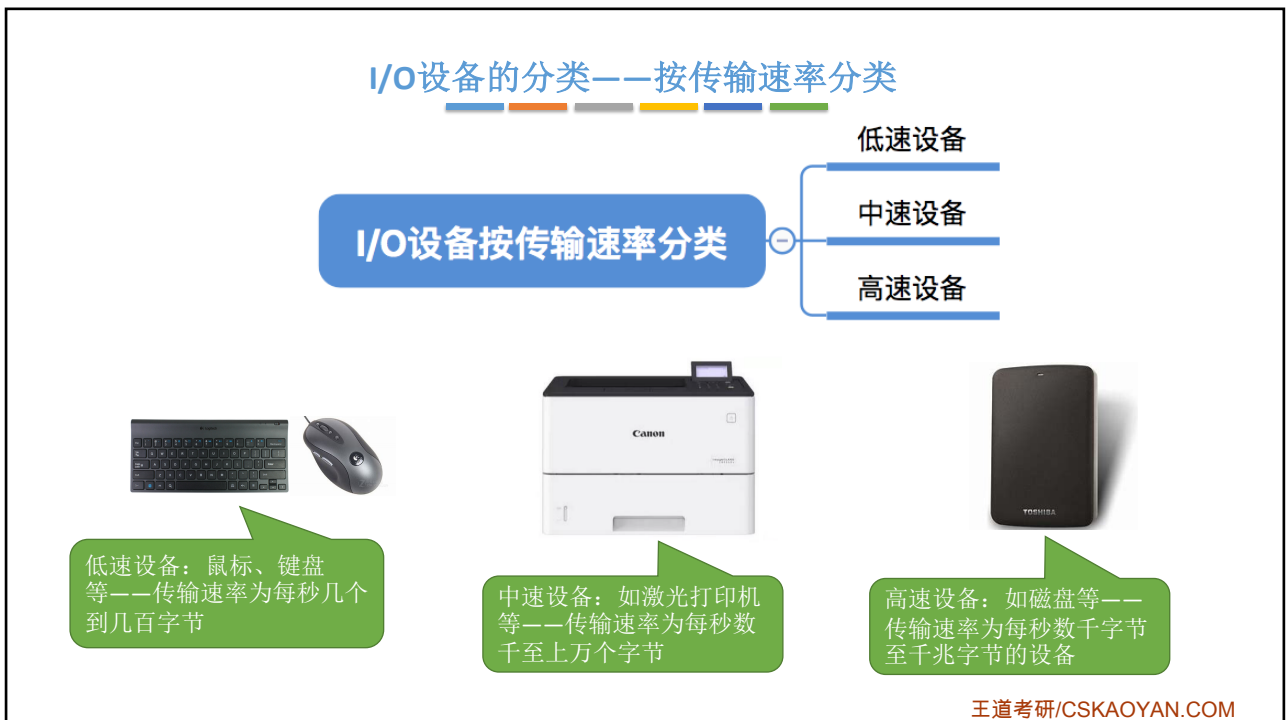 I/O设备的分类——按传输速率分类
I/O设备按传输速率分类
低速设备
中速设备
高速设备
Canon
TOSHIBA
低速设备：鼠标、键盘
等——传输速率为每秒几个
到几百字节
中速设备：如激光打印机
等——传输速率为每秒数
千至上万个字节
高速设备：如磁盘等——
传输速率为每秒数千字节
至千兆字节的设备
王道考研/CSKAOYAN.COM